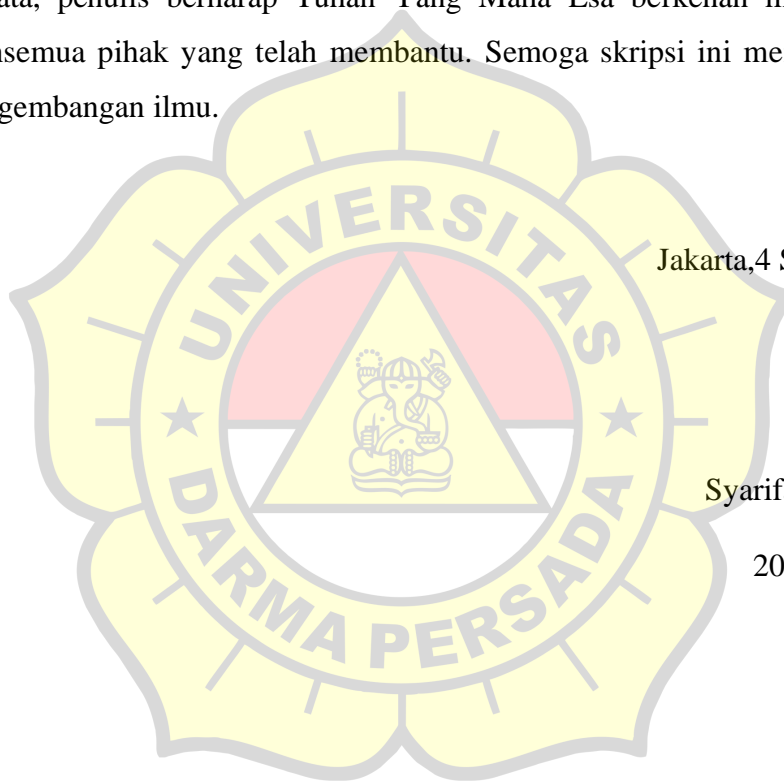 ata, penulis berharap Tuhan Yang Maha Esa berkenan
semua pihak yang telah membantu. Semoga skripsi ini me
gembangan ilmu.
UNIVERSITAS
Jakarta,4 S
Syarif
20
DARMA PERSADA